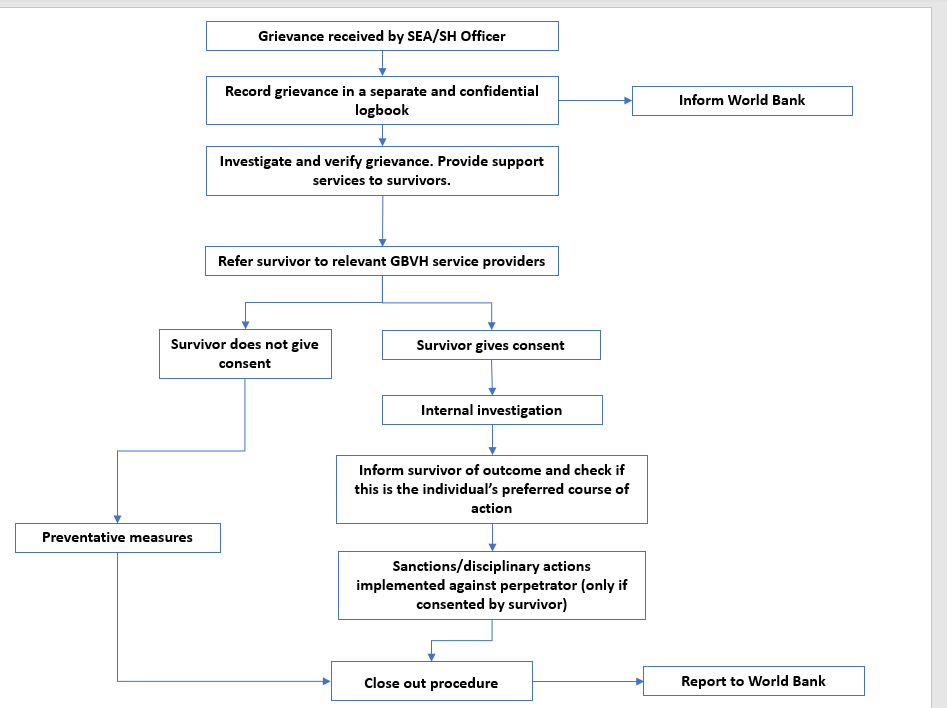 Grievance received by SEA/SH Officer
Record grievance in a separate and confidential
logbook
Inform World Bank
Investigate and verify grievance. Provide support
services to survivors.
Refer survivor to relevant GBVH service providers
Survivor does not give
consent
Survivor gives consent
Internal investigation
Inform survivor of outcome and check if
this is the individual’s preferred course of
action
Preventative measures
Sanctions/disciplinary actions
implemented against perpetrator (only if
consented by survivor)
Close out procedure
Report to World Bank